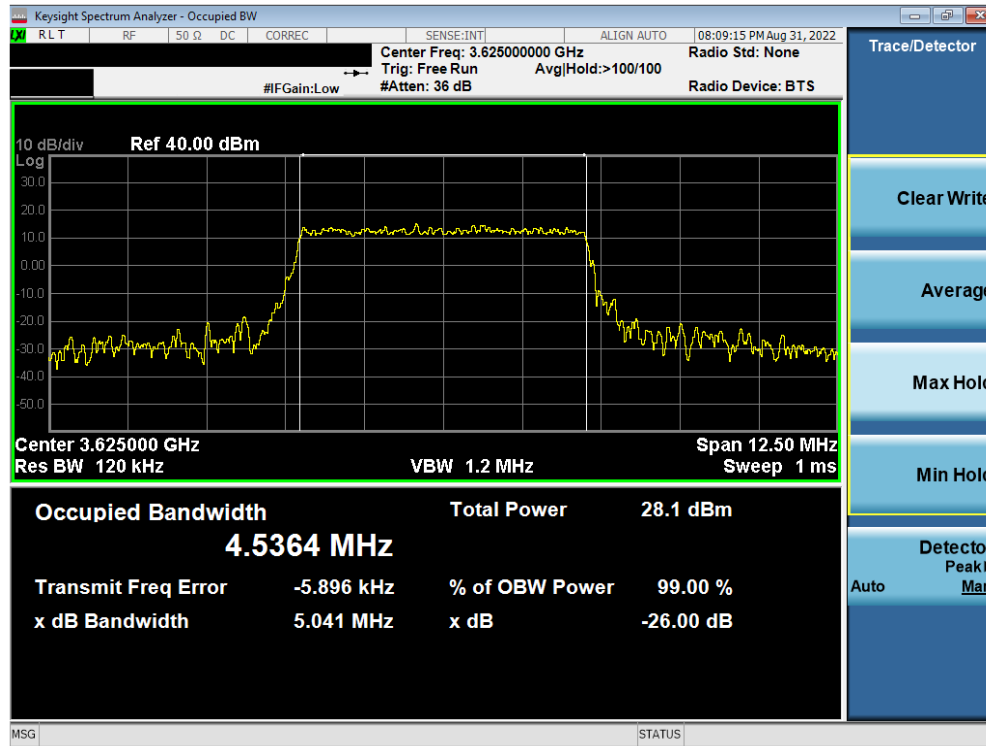 Keysight Spectrum Analyzer - Occupied BW
LXI RLT RF 50 Ω DC CORREC SENSE:INT ALIGN AUTO 08:09:15 PM Aug 31, 2022
Center Freq: 3.625000000 GHz Radio Std: None
Trig: Free Run Avg|Hold:>100/100
#IFGain:Low #Atten: 36 dB Radio Device: BTS
Trace/Detector
10 dB/div Ref 40.00 dBm
Log
30.0
20.0
10.0
0.00
-10.0
-20.0
-30.0
-40.0
-50.0
Center 3.625000 GHz Span 12.50 MHz
Res BW 120 kHz VBW 1.2 MHz Sweep 1 ms
Occupied Bandwidth Total Power 28.1 dBm
4.5364 MHz
Transmit Freq Error -5.896 kHz % of OBW Power 99.00 %
x dB Bandwidth 5.041 MHz x dB -26.00 dB
Clear Write
Average
Max Hold
Min Hold
Detecto
Peak
Auto Man
MSG STATUS